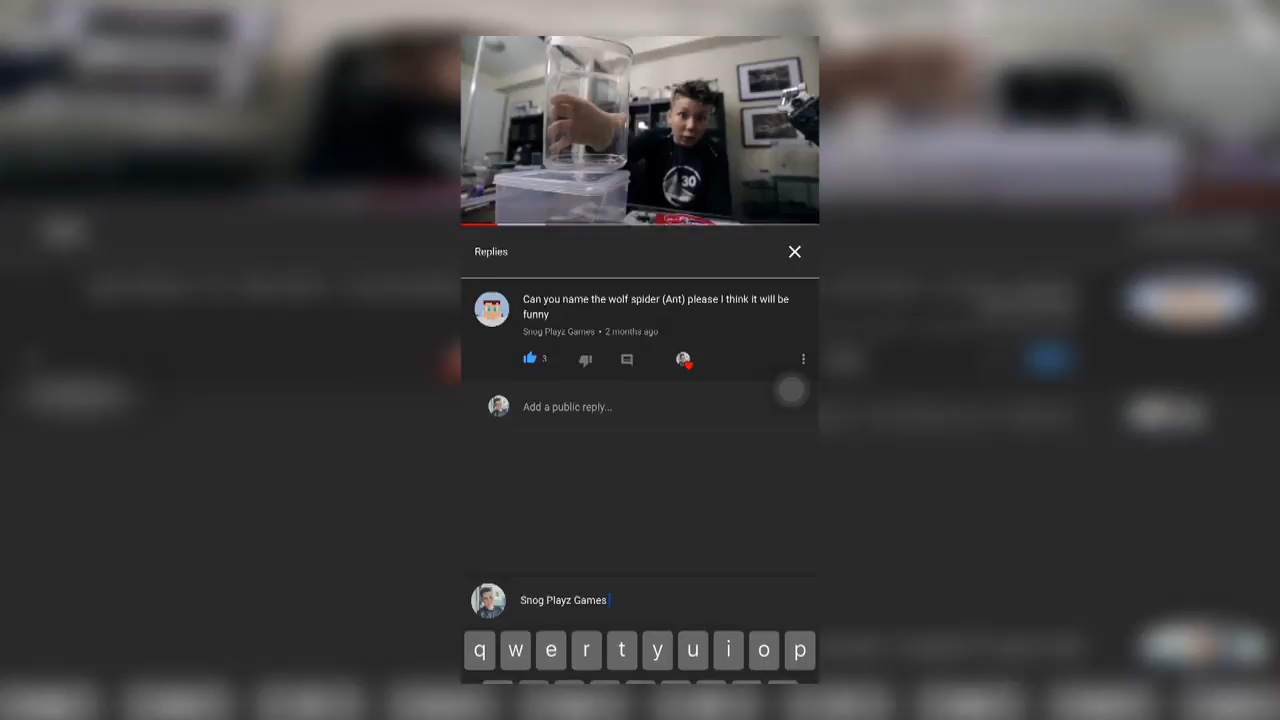 30
Replies
Can you name the wolf spider (Ant) please I think it will be
funny
Snog Playz Games • 2 months ago
3
Add a public reply...
Snog Playz Games
q w e r t y u i o p